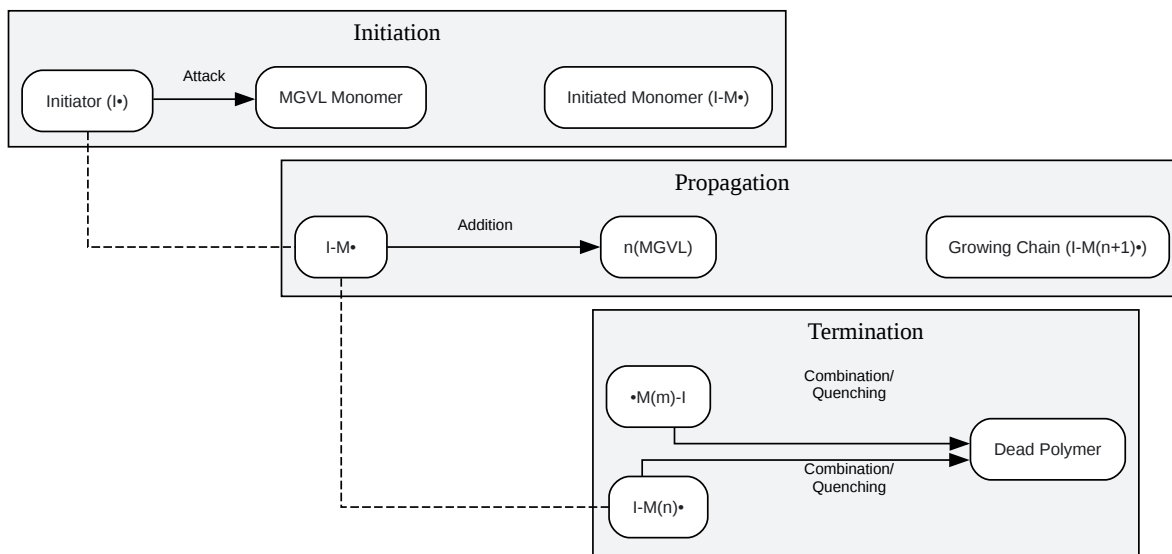 Initiation
Attack
Initiator (I•)
MGVL Monomer
Initiated Monomer (I-M•)
Propagation
Addition
I-M•
n(MGVL)
Growing Chain (I-M(n+1)•)
Termination
Combination/
Quenching
•M(m)-I
Dead Polymer
Combination/
Quenching
I-M(n)•